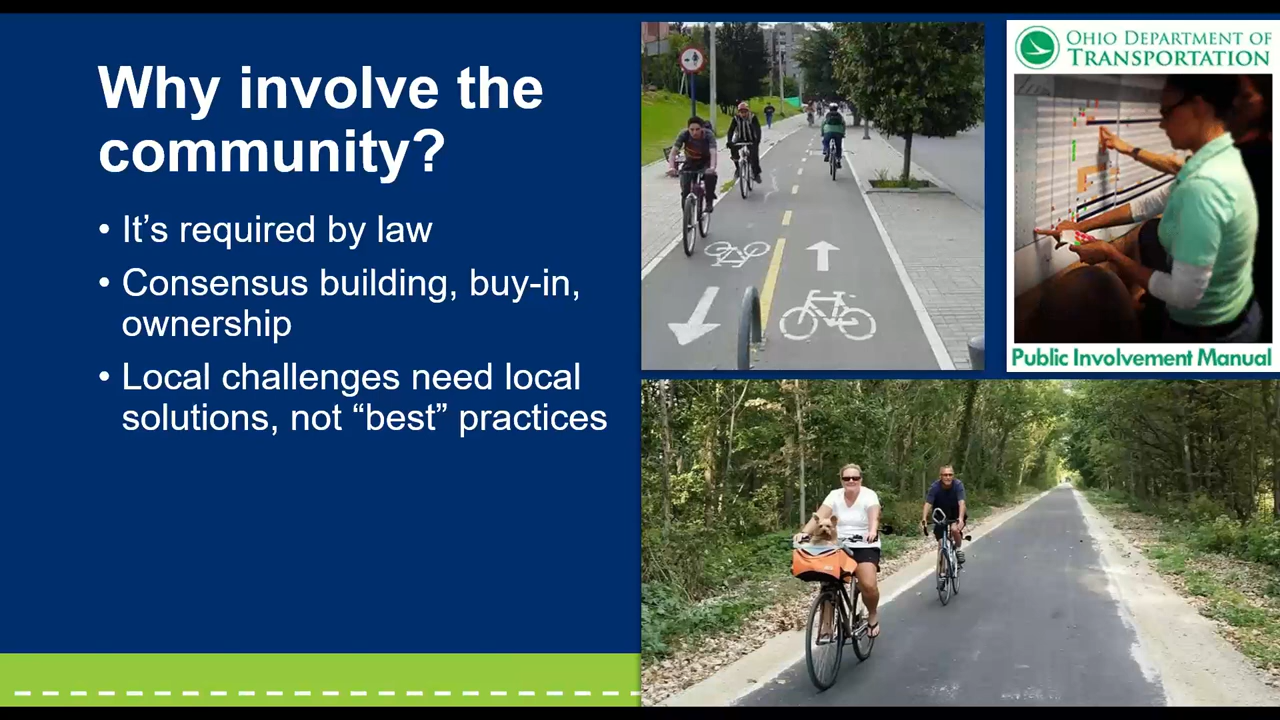 Why involve the
community?
• It’s required by law
• Consensus building, buy-in,
ownership
• Local challenges need local
solutions, not “best” practices
OHIO DEPARTMENT OF
TRANSPORTATION
Public Involvement Manual